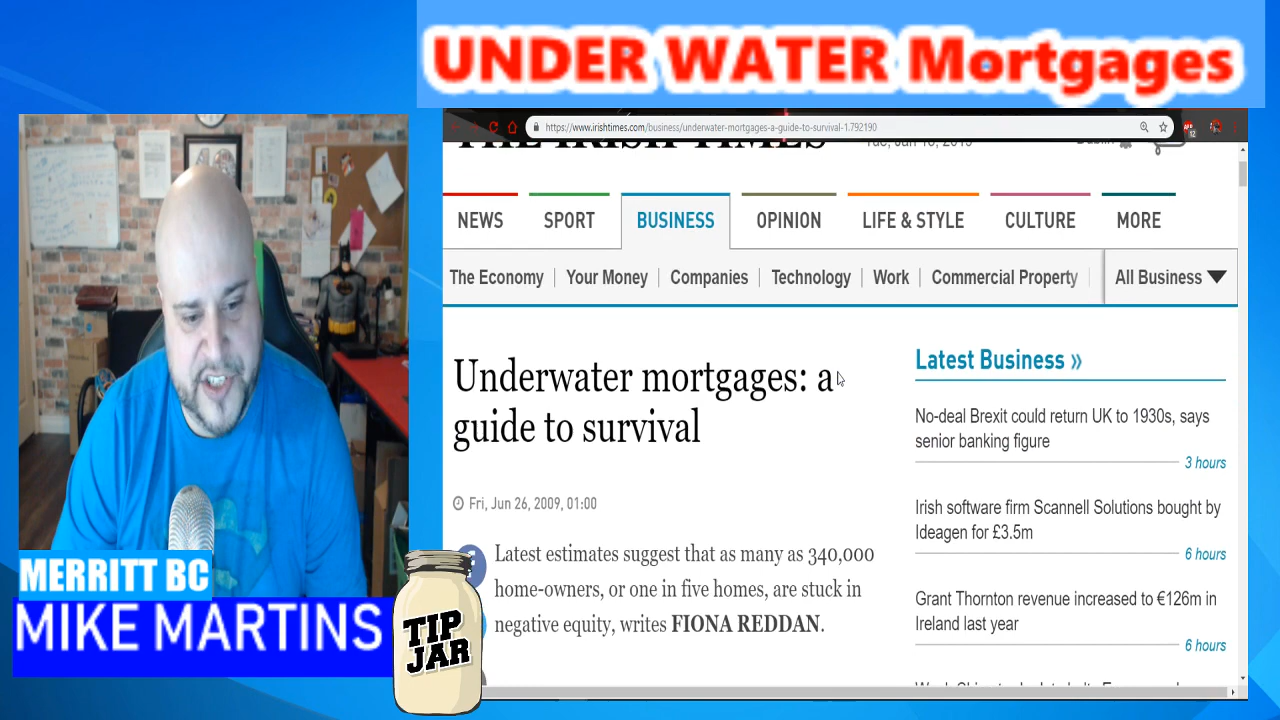 UNDER WATER Mortgages
https://www.irishtimes.com/business/underwater-mortgages-a-guide-to-survival-1.792190
THE IRISH TIMES
NEWS SPORT BUSINESS OPINION LIFE & STYLE CULTURE MORE
The Economy Your Money Companies Technology Work Commercial Property All Business
Underwater mortgages: a
guide to survival
Fri, Jun 26, 2009, 01:00
Latest estimates suggest that as many as 340,000
home-owners, or one in five homes, are stuck in
negative equity, writes FIONA REDDAN.
Latest Business »
No-deal Brexit could return UK to 1930s, says
senior banking figure
3 hours
Irish software firm Scannell Solutions bought by
Ideagen for £3.5m
6 hours
Grant Thornton revenue increased to €126m in
Ireland last year
6 hours
MERRITT BC
MIKE MARTINS
TIP
JAR